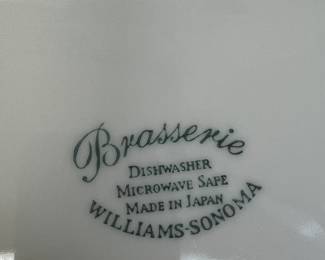 Brasserie
DISHWASHER
MICROWAVE SAFE
MADE IN JAPAN
WILLIAMS-SONOMA